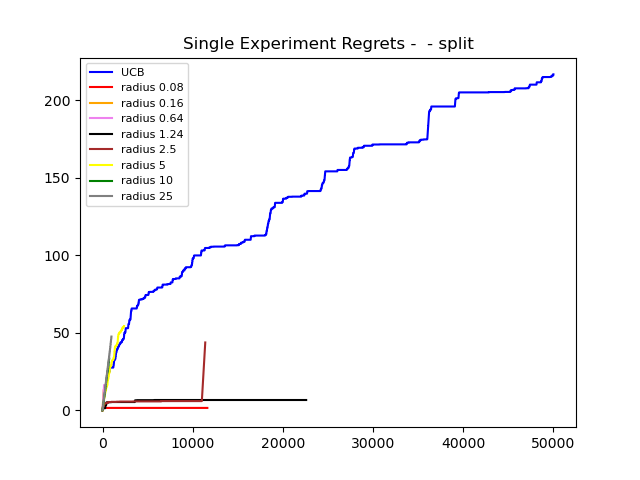 Single Experiment Regrets -  - split
UCB
radius 0.08
radius 0.16
radius 0.64
radius 1.24
radius 2.5
radius 5
radius 10
radius 25
200
150
100
50
0
0 10000 20000 30000 40000 50000